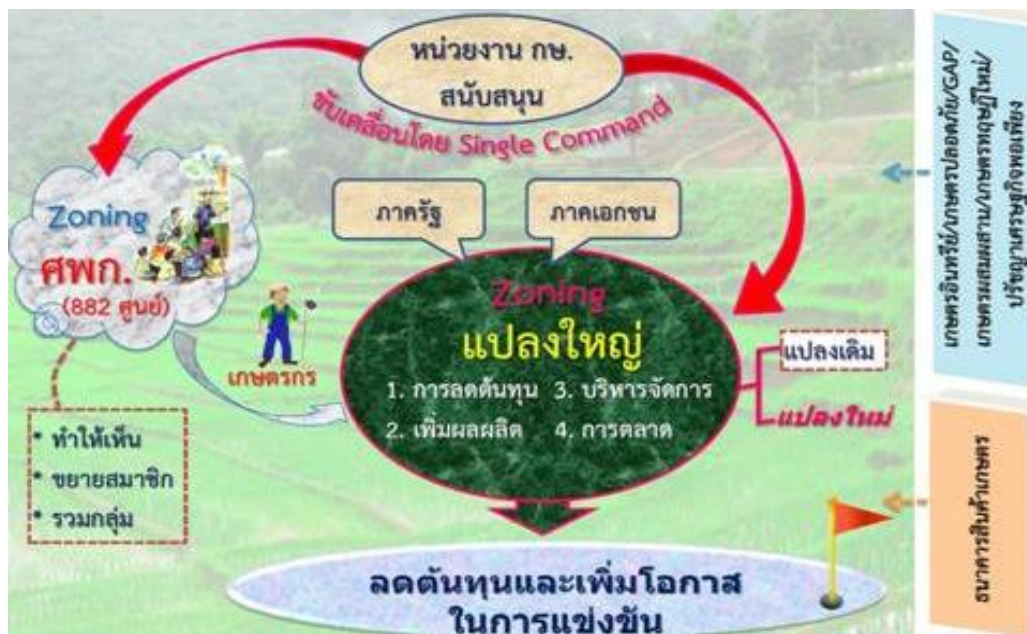 หน่วยงาน กษ.
สนับสนุน
ขับเคลื่อนโดย Single Command
Zoning
ศพก.
(882 ศูนย์)
ภาครัฐ
ภาคเอกชน
เกษตรกร
Zoning
แปลงใหญ่
1. การลดต้นทุน 3. บริหารจัดการ
2. เพิ่มผลผลิต 4. การตลาด
แปลงเดิม
แปลงใหม่
* ทำให้เห็น
* ขยายสมาชิก
* รวมกลุ่ม
ลดต้นทุนและเพิ่มโอกาส
ในการแข่งขัน
เกษตรอินทรีย์/เกษตรปลอดภัย/GAP/
เกษตรผสมผสาน/เกษตรทฤษฎีใหม่/
ปรัชญาเศรษฐกิจพอเพียง
ธนาคารสินค้าเกษตร